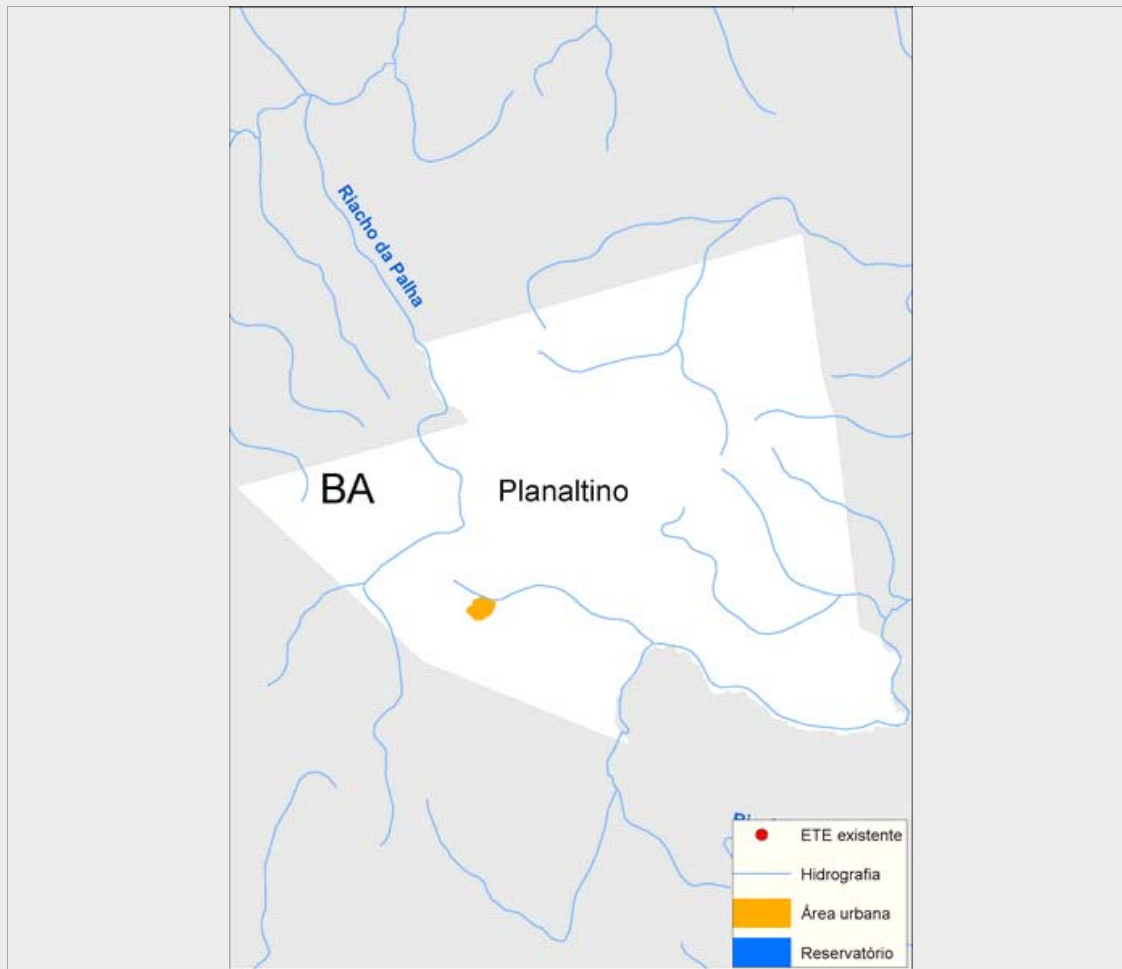 Riacho da Palha
BA
Planaltino
ETE existente
Hidrografia
Área urbana
Reservatório